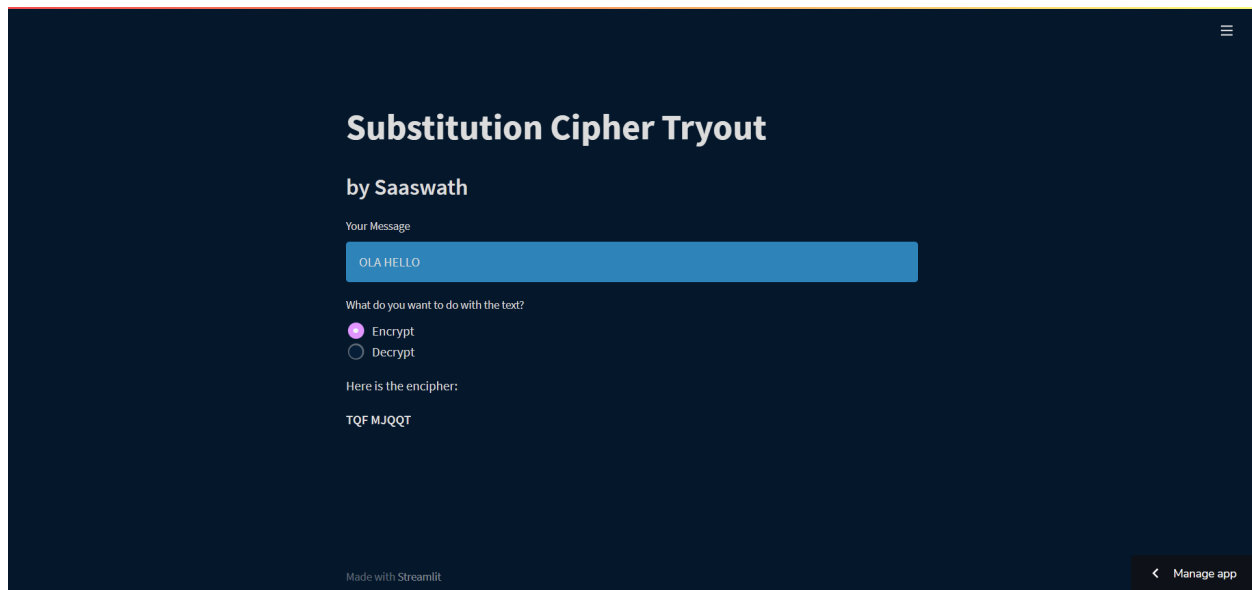 Substitution Cipher Tryout
by Saaswath
Your Message
OLA HELLO
What do you want to do with the text?
Encrypt
Decrypt
Here is the encipher:
TQF MJQQT
Made with Streamlit
Manage app